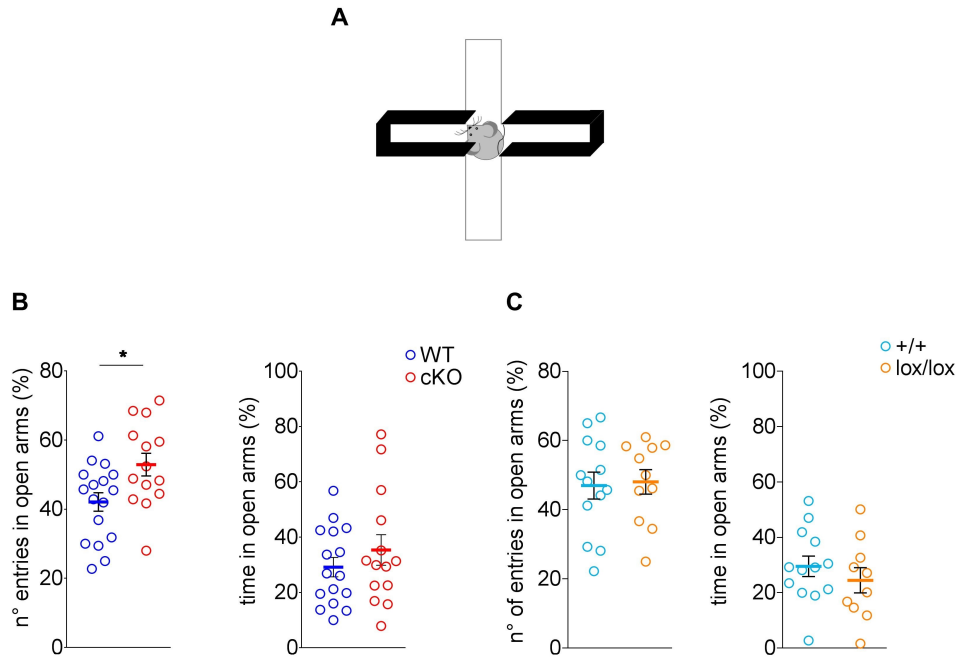 A
B
n° entries in open arms (%)
80
60
40
20
0
*
time in open arms (%)
100
80
60
40
20
0
WT
cKO
C
n° of entries in open arms (%)
80
60
40
20
0
time in open arms (%)
100
80
60
40
20
0
+/+
lox/lox